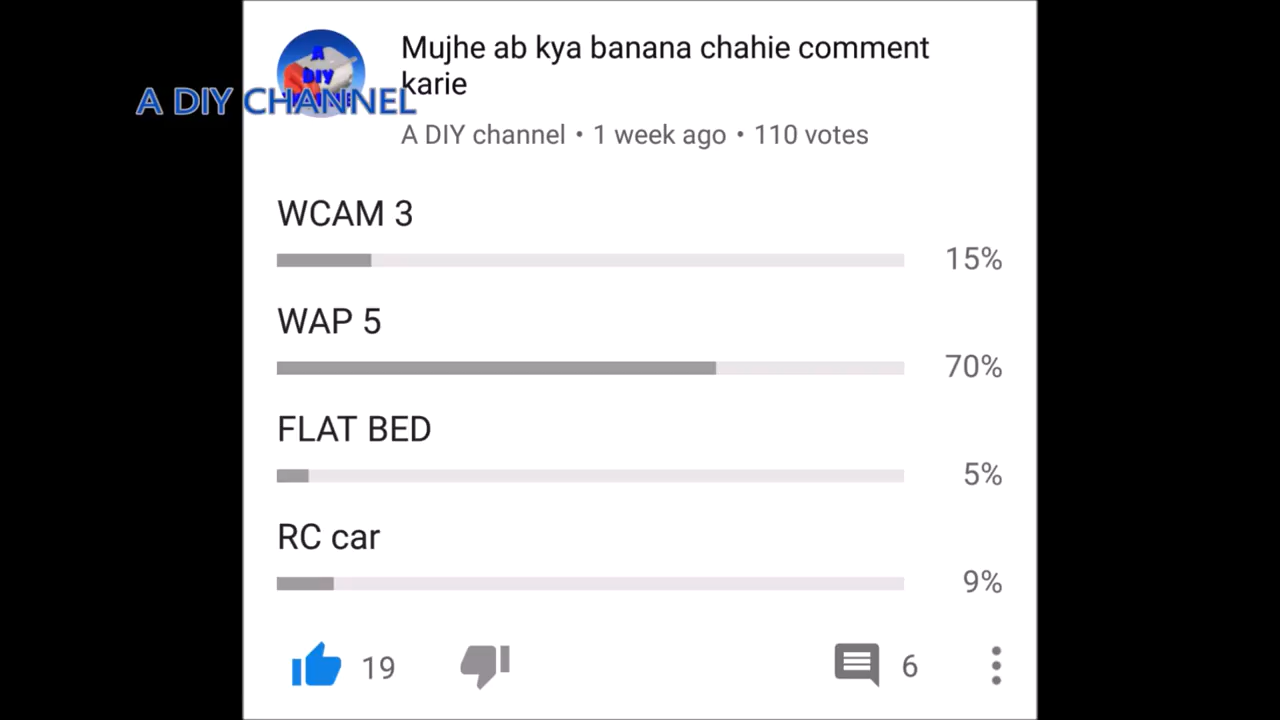 Mujhe ab kya banana chahie comment
karie
A DIY
A DIY CHANNEL
A DIY channel • 1 week ago • 110 votes
WCAM 3
15%
WAP 5
70%
FLAT BED
5%
RC car
9%
19
6